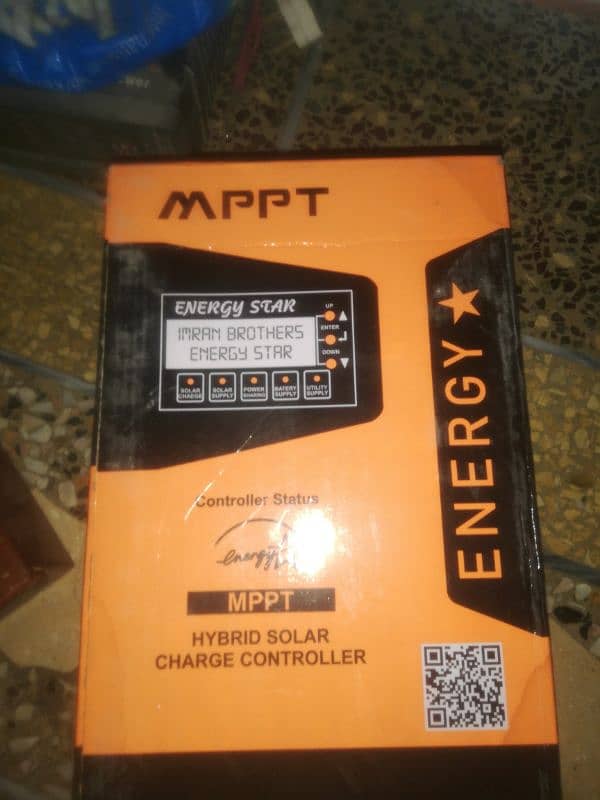 MPPT
ENERGY STAR
IMRAN BROTHERS
ENERGY STAR
UP
ENTER
DOWN
SOLAR CHARGE
SOLAR SUPPLY
POWER SHARING
BATERY SUPPLY
UTILITY SUPPLY
ENERGY
Controller Status
energy
MPPT
HYBRID SOLAR
CHARGE CONTROLLER